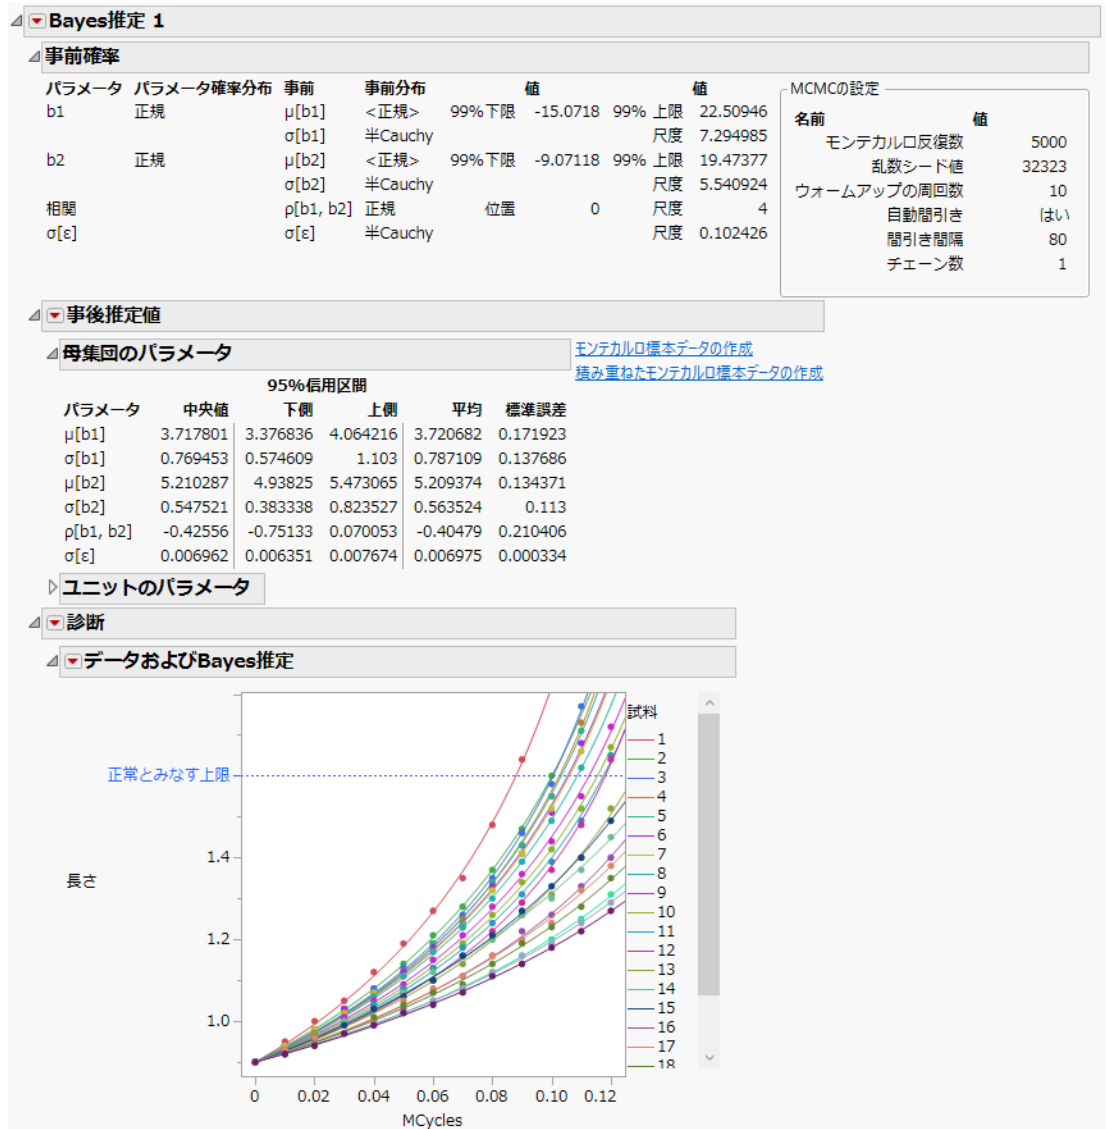 Bayes推定 1
事前確率
パラメータ パラメータ確率分布 事前 事前分布 値 値
b1 正規 μ[b1] <正規> 99%下限 -15.0718 99% 上限 22.50946
σ[b1] 半Cauchy 尺度 7.294985
b2 正規 μ[b2] <正規> 99%下限 -9.07118 99% 上限 19.47377
σ[b2] 半Cauchy 尺度 5.540924
相関 ρ[b1, b2] 正規 位置 0 尺度 4
σ[ε] σ[ε] 半Cauchy 尺度 0.102426
MCMCの設定
名前 値
モンテカルロ反復数 5000
乱数シード値 32323
ウォームアップの周回数 10
自動間引き はい
間引き間隔 80
チェーン数 1
事後推定値
母集団のパラメータ
モンテカルロ標本データの作成
積み重ねたモンテカルロ標本データの作成
95%信用区間
パラメータ 中央値 下側 上側 平均 標準誤差
μ[b1] 3.717801 3.376836 4.064216 3.720682 0.171923
σ[b1] 0.769453 0.574609 1.103 0.787109 0.137686
μ[b2] 5.210287 4.93825 5.473065 5.209374 0.134371
σ[b2] 0.547521 0.383338 0.823527 0.563524 0.113
ρ[b1, b2] -0.42556 -0.75133 0.070053 -0.40479 0.210406
σ[ε] 0.006962 0.006351 0.007674 0.006975 0.000334
ユニットのパラメータ
診断
データおよびBayes推定
正常とみなす上限
1.4
長さ
1.2
1.0
0 0.02 0.04 0.06 0.08 0.10 0.12
MCycles
試料
1
2
3
4
5
6
7
8
9
10
11
12
13
14
15
16
17
18